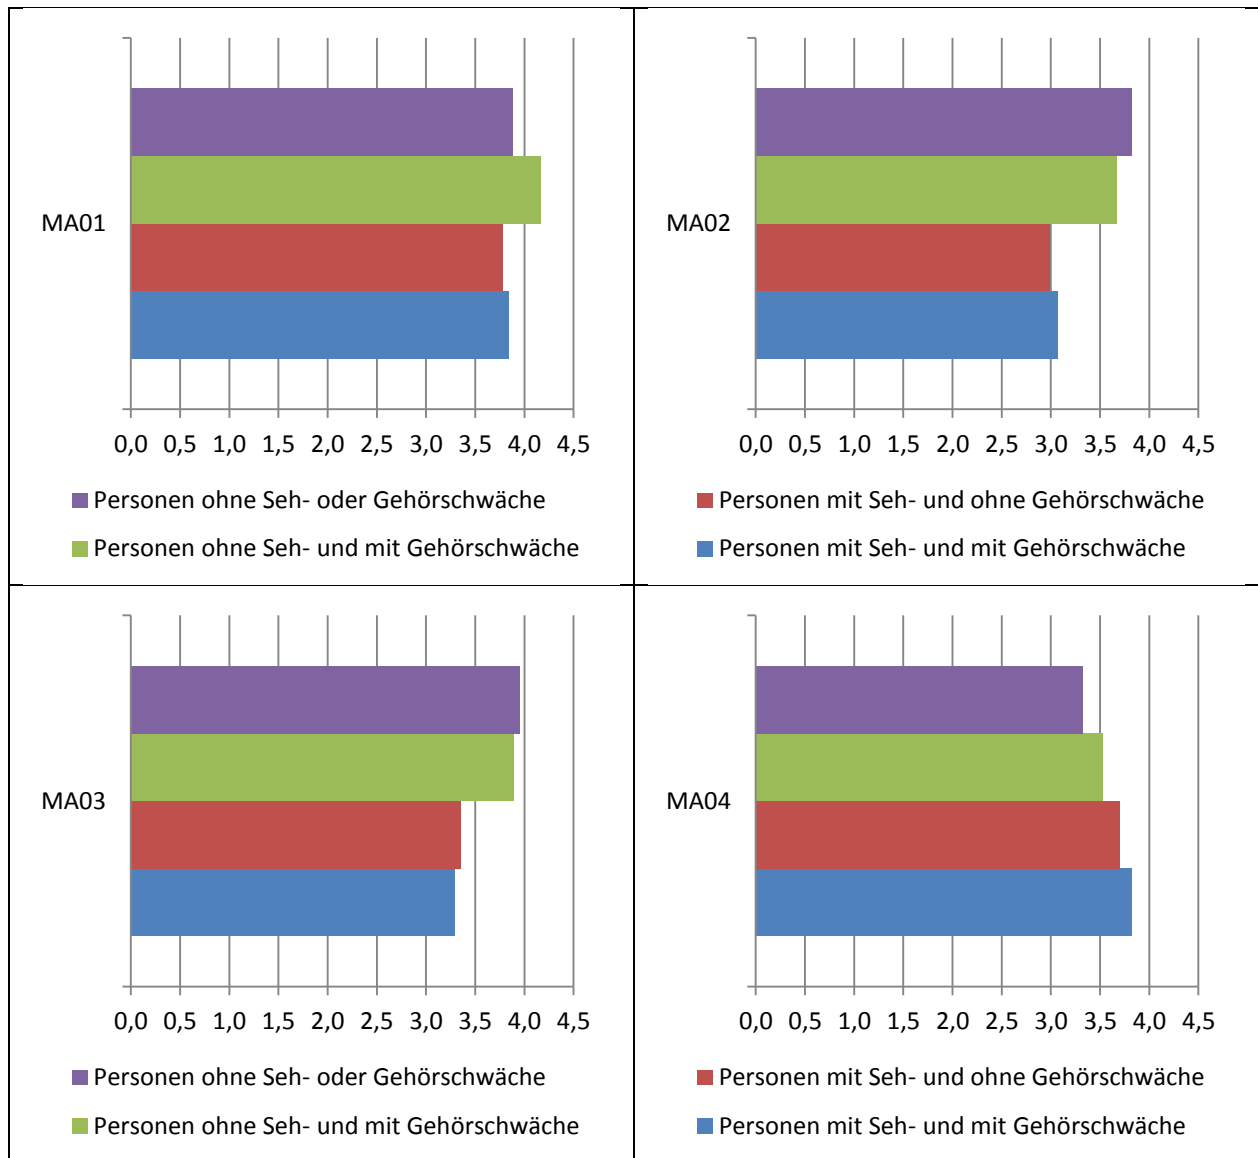 MA01
0,0 0,5 1,0 1,5 2,0 2,5 3,0 3,5 4,0 4,5
Personen ohne Seh- oder Gehörschwäche
Personen ohne Seh- und mit Gehörschwäche
MA02
0,0 0,5 1,0 1,5 2,0 2,5 3,0 3,5 4,0 4,5
Personen mit Seh- und ohne Gehörschwäche
Personen mit Seh- und mit Gehörschwäche
MA03
0,0 0,5 1,0 1,5 2,0 2,5 3,0 3,5 4,0 4,5
Personen ohne Seh- oder Gehörschwäche
Personen ohne Seh- und mit Gehörschwäche
MA04
0,0 0,5 1,0 1,5 2,0 2,5 3,0 3,5 4,0 4,5
Personen mit Seh- und ohne Gehörschwäche
Personen mit Seh- und mit Gehörschwäche